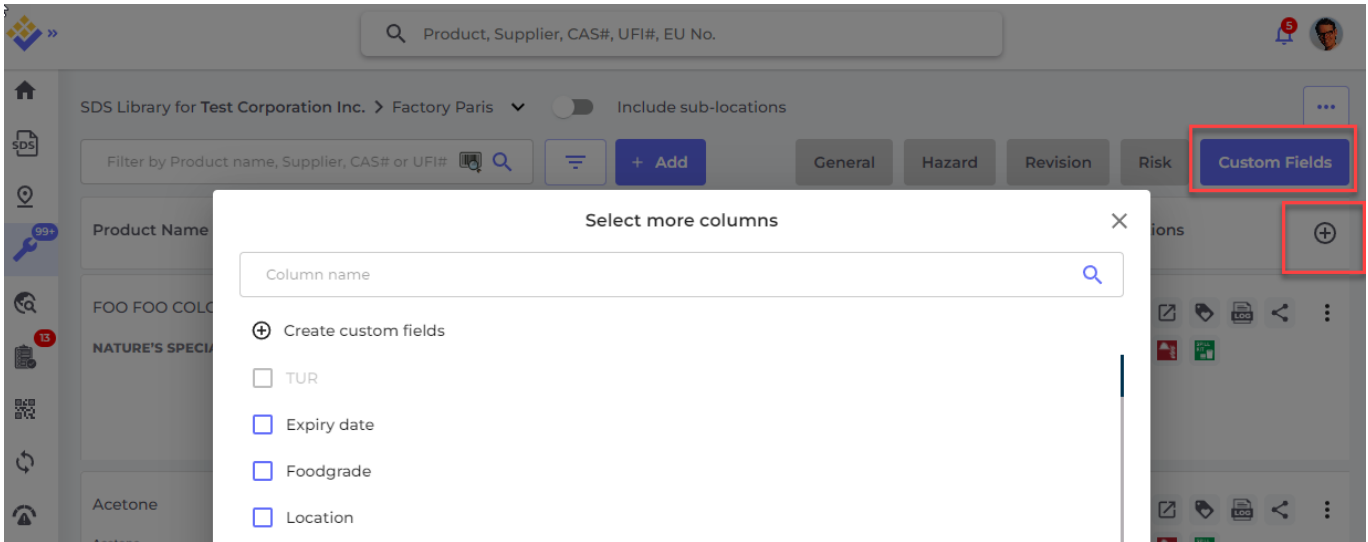 Product, Supplier, CAS#, UFI#, EU No.
5
SDS Library for Test Corporation Inc. > Factory Paris
Include sub-locations
SDS
Filter by Product name, Supplier, CAS# or UFI#
+ Add
General
Hazard
Revision
Risk
Custom Fields
99+
Product Name
Select more columns
ions
Column name
FOO FOO COLO
Create custom fields
LOG
13
NATURE'S SPECIA
TUR
Expiry date
Foodgrade
Acetone
Location
LOG